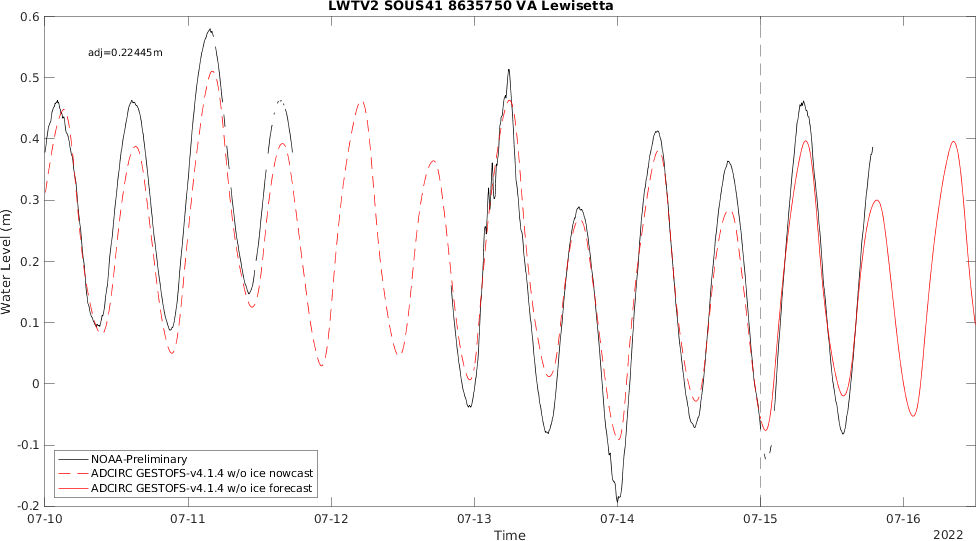 LWTV2 SOUS41 8635750 VA Lewisetta
adj=0.22445m
Water Level (m)
0.6
0.5
0.4
0.3
0.2
0.1
0
-0.1
-0.2
NOAA-Preliminary
ADCIRC GESTOFS-v4.1.4 w/o ice nowcast
ADCIRC GESTOFS-v4.1.4 w/o ice forecast
07-10 07-11 07-12 07-13 07-14 07-15 07-16
Time
2022